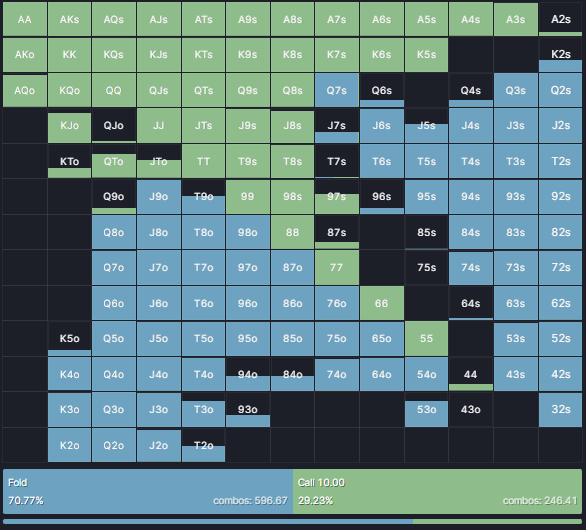 AA AKs AQs AJs ATs A9s A8s A7s A6s A5s A4s A3s A2s
AKo KK KQs KJs KTs K9s K8s K7s K6s K5s K2s
AQo KQo QQ QJs QTs Q9s Q8s Q7s Q6s Q4s Q3s Q2s
KJo QJo JJ JTs J9s J8s J7s J6s J5s J4s J3s J2s
KTo QTo JTo TT T9s T8s T7s T6s T5s T4s T3s T2s
Q9o J9o T9o 99 98s 97s 96s 95s 94s 93s 92s
Q8o J8o T8o 98o 88 87s 85s 84s 83s 82s
Q7o J7o T7o 97o 87o 77 75s 74s 73s 72s
Q6o J6o T6o 96o 86o 76o 66 64s 63s 62s
K5o Q5o J5o T5o 95o 85o 75o 65o 55 53s 52s
K4o Q4o J4o T4o 94o 84o 74o 64o 54o 44 43s 42s
K3o Q3o J3o T3o 93o 53o 43o 32s
K2o Q2o J2o T2o
Fold Call 10.00
70.77% combos: 596.67 29.23% combos: 246.41